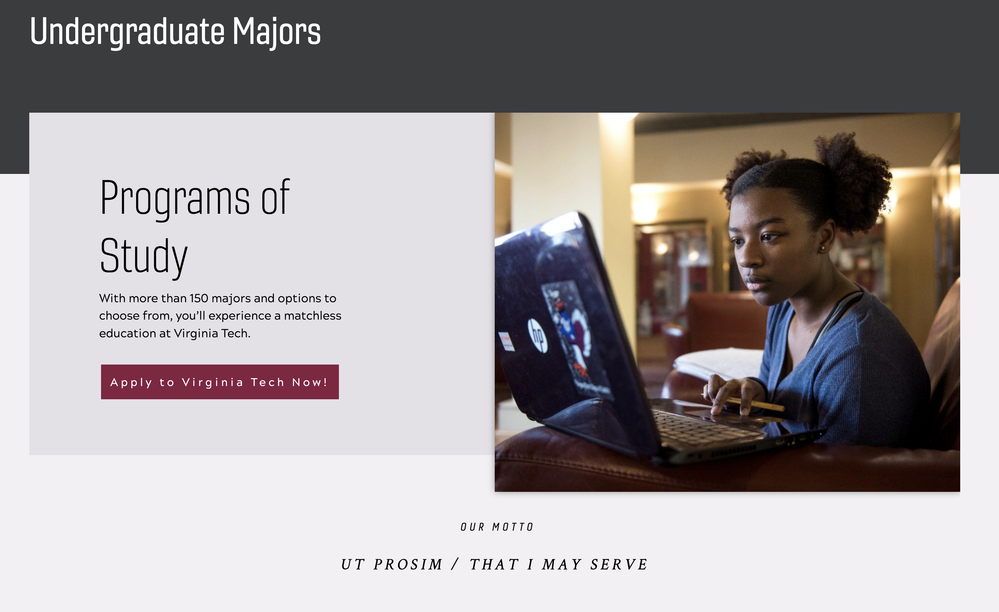 Undergraduate Majors
Programs of
Study
With more than 150 majors and options to
choose from, you’ll experience a matchless
education at Virginia Tech.
Apply to Virginia Tech Now!
hp
OUR MOTTO
UT PROSIM / THAT I MAY SERVE